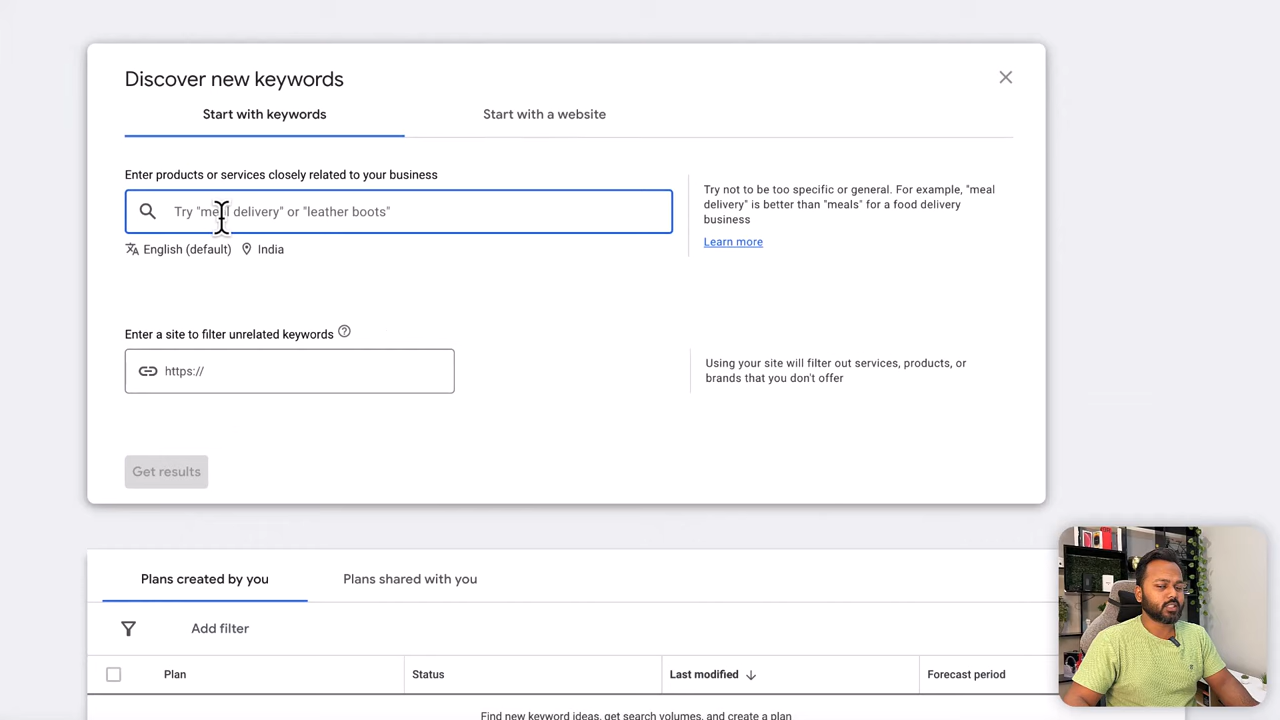 Discover new keywords
Start with keywords
Start with a website
Enter products or services closely related to your business
Try "meal delivery" or "leather boots"
English (default)
India
Try not to be too specific or general. For example, "meal
delivery" is better than "meals" for a food delivery
business
Learn more
Enter a site to filter unrelated keywords
https://
Using your site will filter out services, products, or
brands that you don't offer
Get results
Plans created by you
Plans shared with you
Add filter
Plan
Status
Last modified
Forecast period
Find new keyword ideas, get search volumes, and create a plan